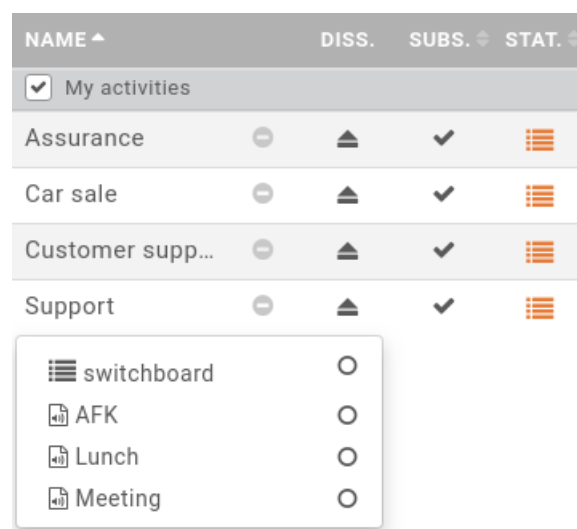 NAME DISS. SUBS. STAT.
My activities
Assurance
Car sale
Customer supp...
Support
switchboard
AFK
Lunch
Meeting